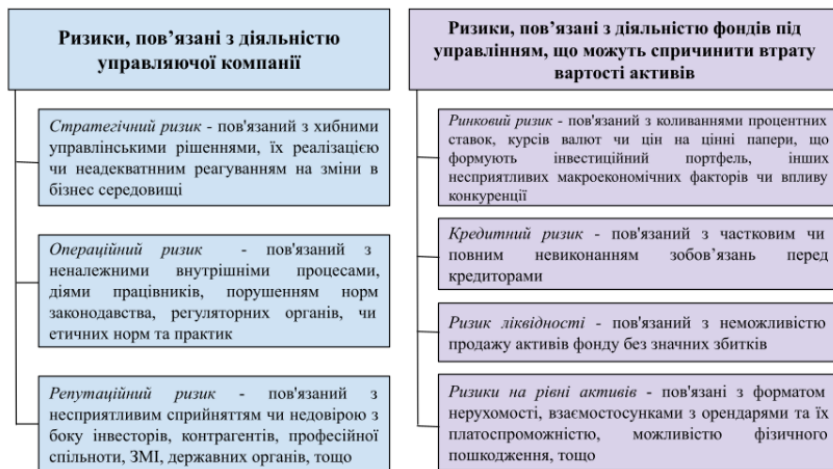 Ризики, пов’язані з діяльністю
управляючої компанії
Стратегічний ризик - пов'язаний з хибними
управлінськими рішеннями, їх реалізацією
чи неадекватнним реагуванням на зміни в
бізнес середовищі
Операційний ризик - пов'язаний з
неналежними внутрішніми процесами,
діями працівників, порушенням норм
законодавства, регуляторних органів, чи
етичних норм та практик
Репутаційний ризик - пов'язаний з
несприятливим сприйняттям чи недовірою з
боку інвесторів, контрагентів, професійної
спільноти, ЗМІ, державних органів, тощо
Ризики, пов’язані з діяльністю фондів під
управлінням, що можуть спричинити втрату
вартості активів
Ринковий ризик - пов'язаний з коливаннями процентних
ставок, курсів валют чи цін на цінні папери, що
формують інвестиційний портфель, інших
несприятливих макроекономічних факторів чи впливу
конкуренції
Кредитний ризик - пов'язаний з частковим чи
повним невиконанням зобов’язань перед
кредиторами
Ризик ліквідності - пов'язаний з неможливістю
продажу активів фонду без значних збитків
Ризики на рівні активів - пов'язані з форматом
нерухомості, взаємостосунками з орендарями та їх
платоспроможністю, можливістю фізичного
пошкодження, тощо